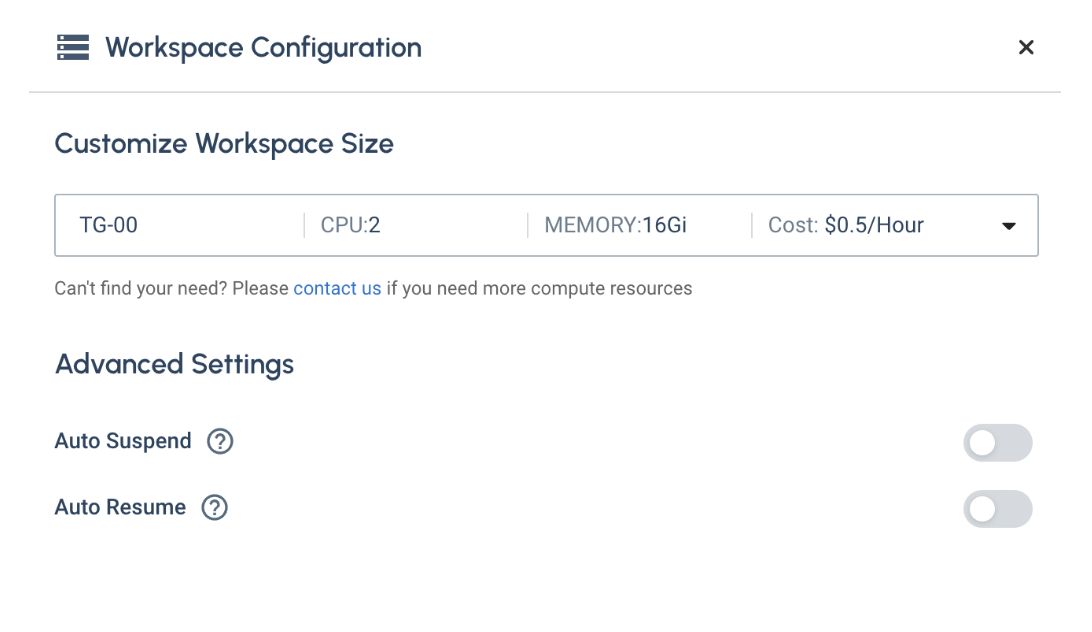 Workspace Configuration
Customize Workspace Size
TG-00 CPU:2 MEMORY:16Gi Cost: $0.5/Hour
Can't find your need? Please contact us if you need more compute resources
Advanced Settings
Auto Suspend ?
Auto Resume ?